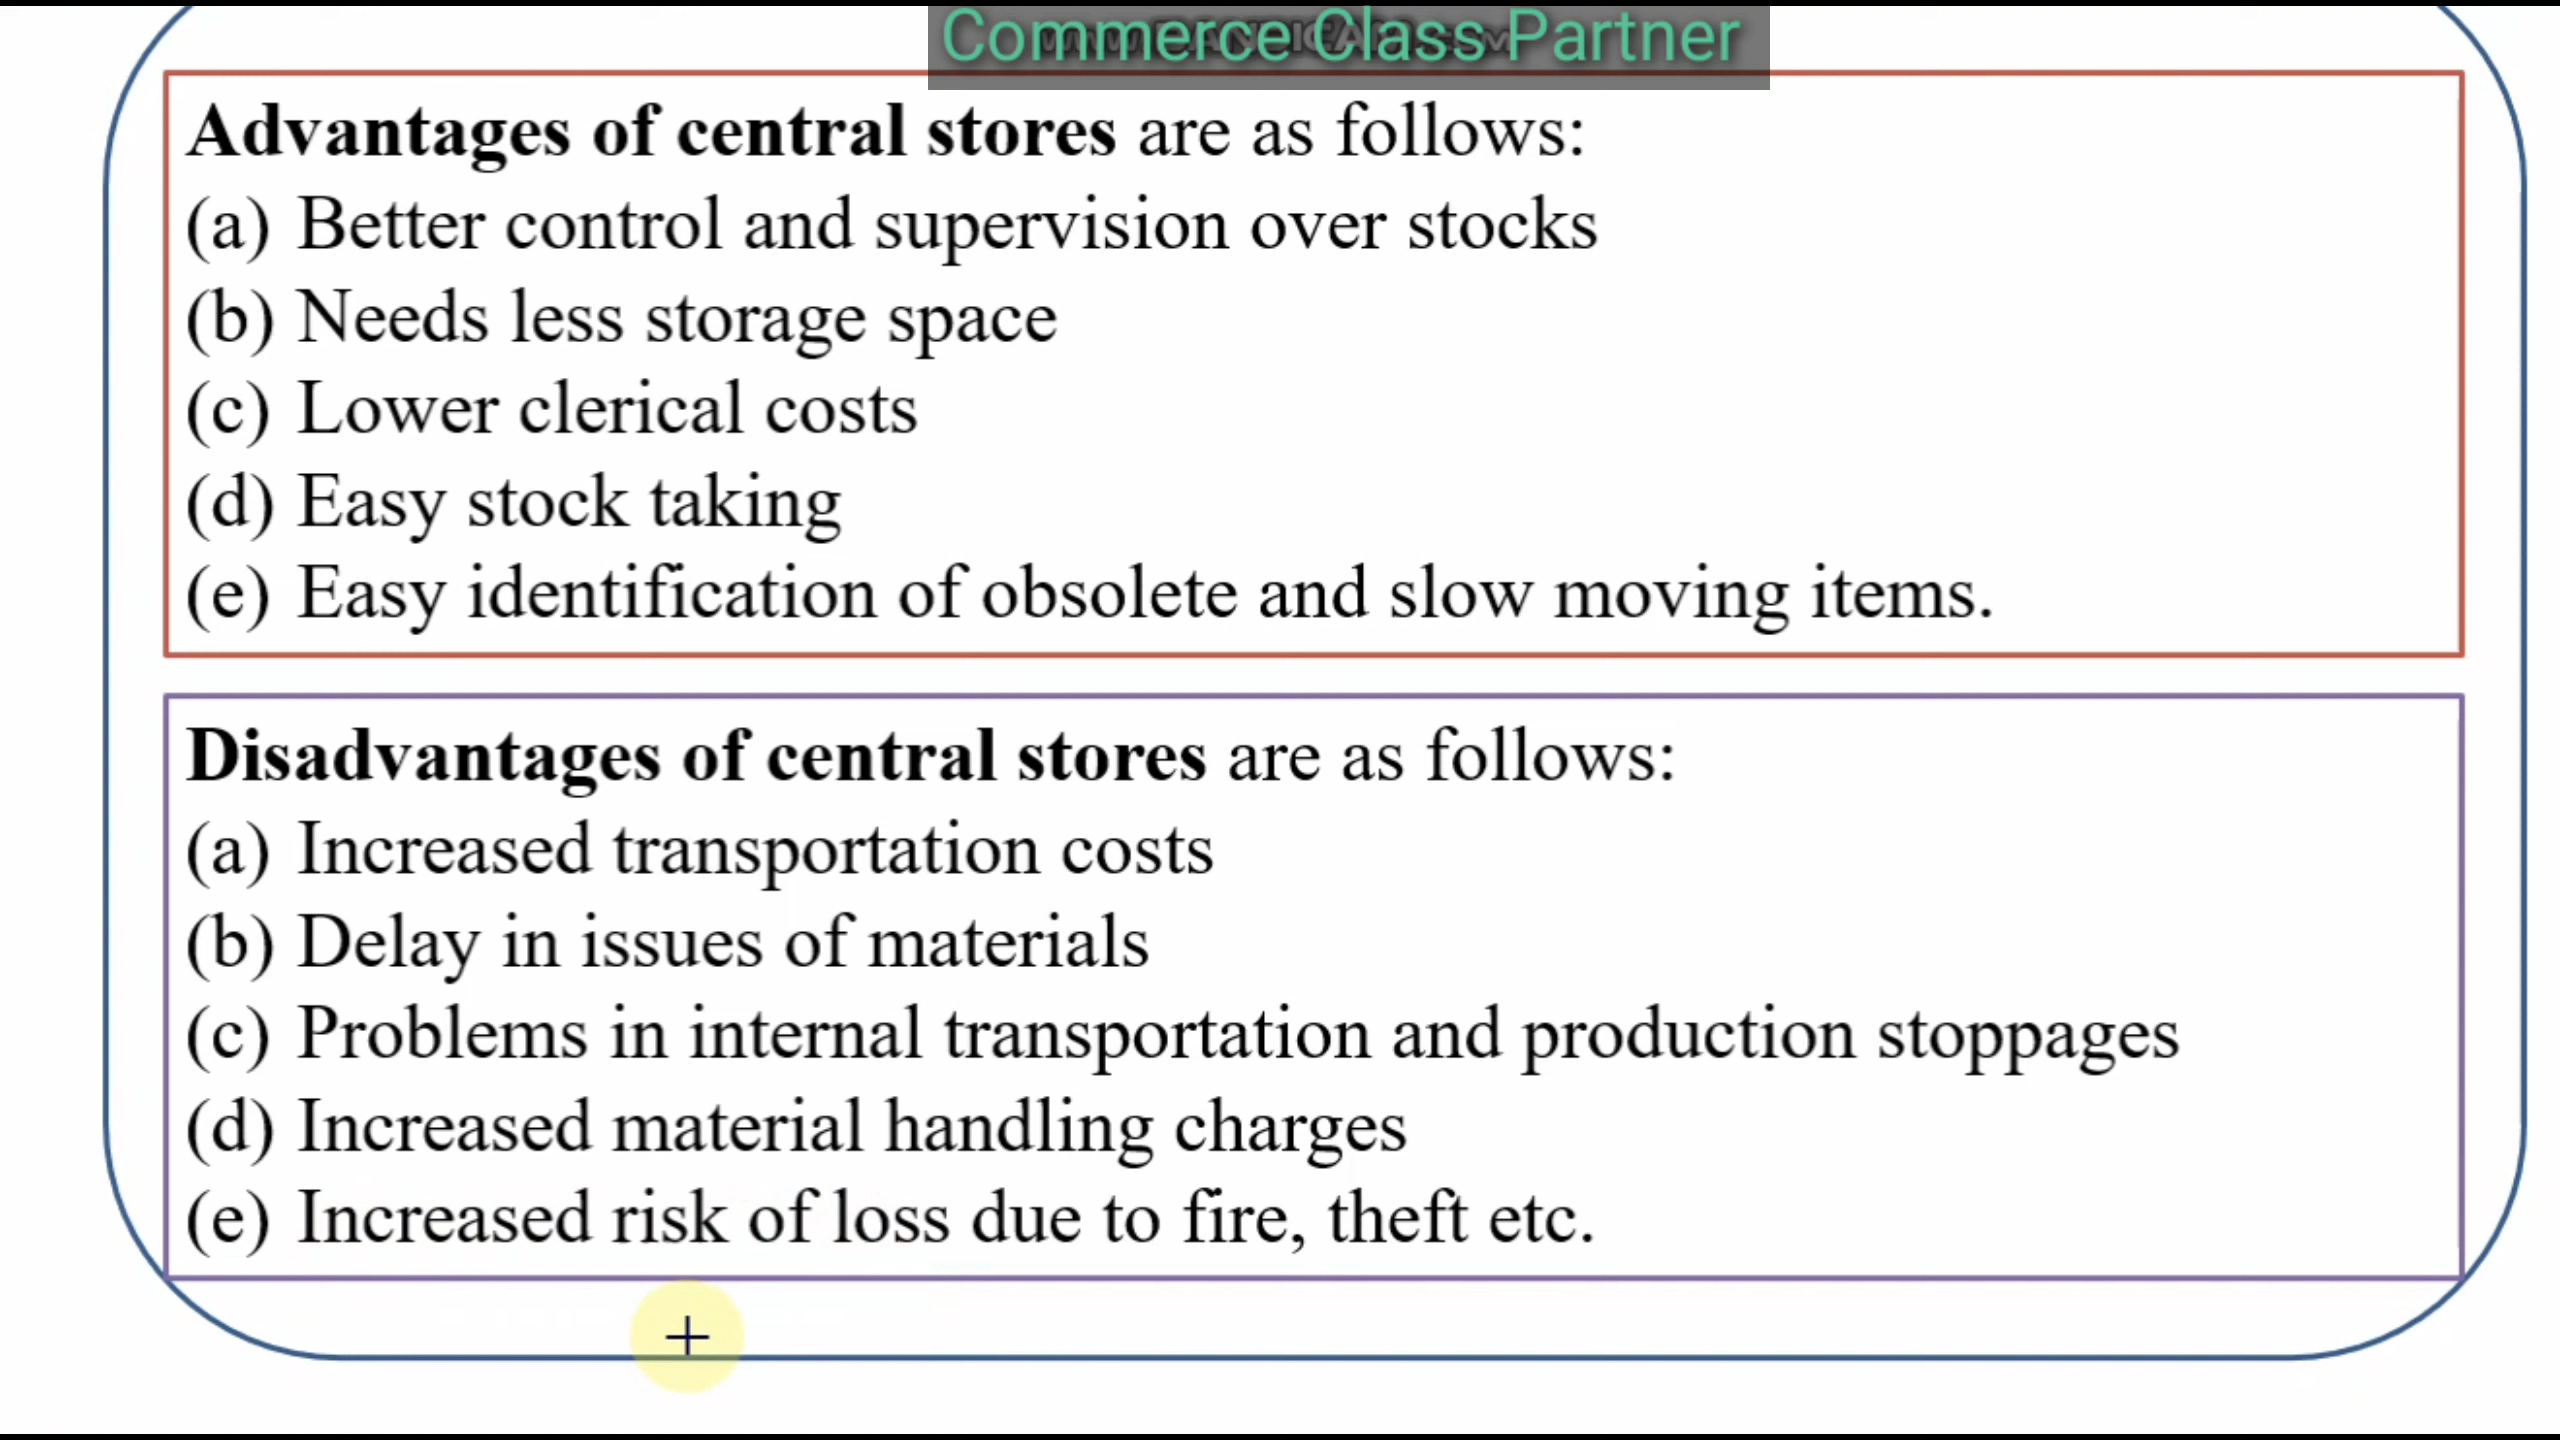 Commerce Class Partner
Advantages of central stores are as follows:
(a) Better control and supervision over stocks
(b) Needs less storage space
(c) Lower clerical costs
(d) Easy stock taking
(e) Easy identification of obsolete and slow moving items.
Disadvantages of central stores are as follows:
(a) Increased transportation costs
(b) Delay in issues of materials
(c) Problems in internal transportation and production stoppages
(d) Increased material handling charges
(e) Increased risk of loss due to fire, theft etc.